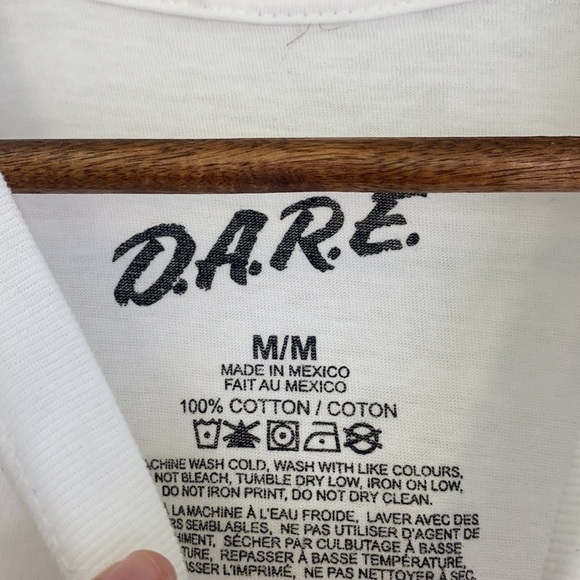 D.A.R.E.
M/M
MADE IN MEXICO
FAIT AU MEXICO
100% COTTON / COTON
WASH COLD, WASH WITH LIKE COLOURS,
NOT BLEACH, TUMBLE DRY LOW, IRON ON LOW,
DO NOT IRON PRINT, DO NOT DRY CLEAN.
LA MACHINE À L'EAU FROIDE, LAVER AVEC DES
SEMBLABLES, NE PAS UTILISER D'AGENT DE
SÉCHER PAR CULBUTAGE À BASSE
REPASSER À BASSE TEMPÉRATURE,
L'IMPRIMÉ, NE PAS NETTOYER À SEC.